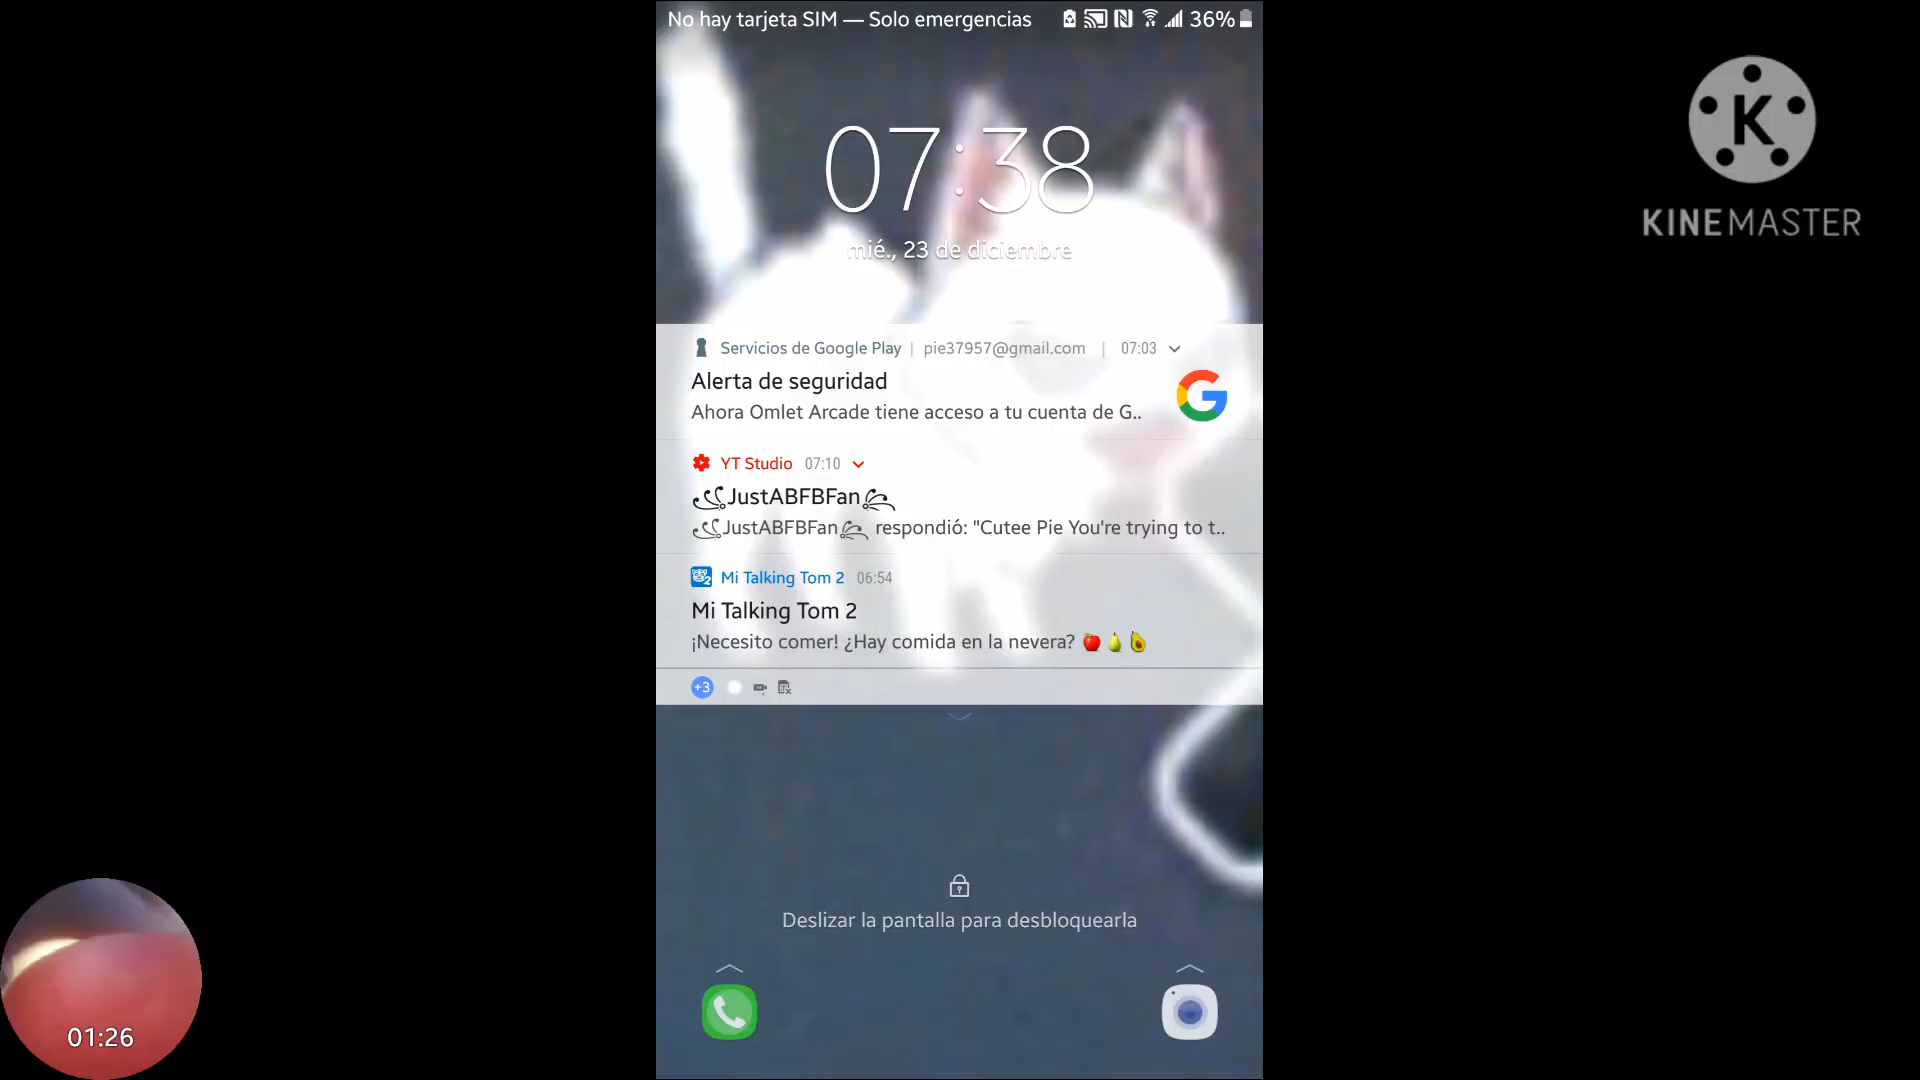 No hay tarjeta SIM — Solo emergencias 36%
K
KINEMASTER
07:38
mié., 23 de diciembre
Servicios de Google Play | pie37957@gmail.com | 07:03
Alerta de seguridad
Ahora Omlet Arcade tiene acceso a tu cuenta de G..
YT Studio 07:10
JustABFBFan
JustABFBFan respondió: "Cutee Pie You're trying to t..
Mi Talking Tom 2 06:54
Mi Talking Tom 2
¡Necesito comer! ¿Hay comida en la nevera? 🍎🍐🥑
+3
Deslizar la pantalla para desbloquearla
01:26